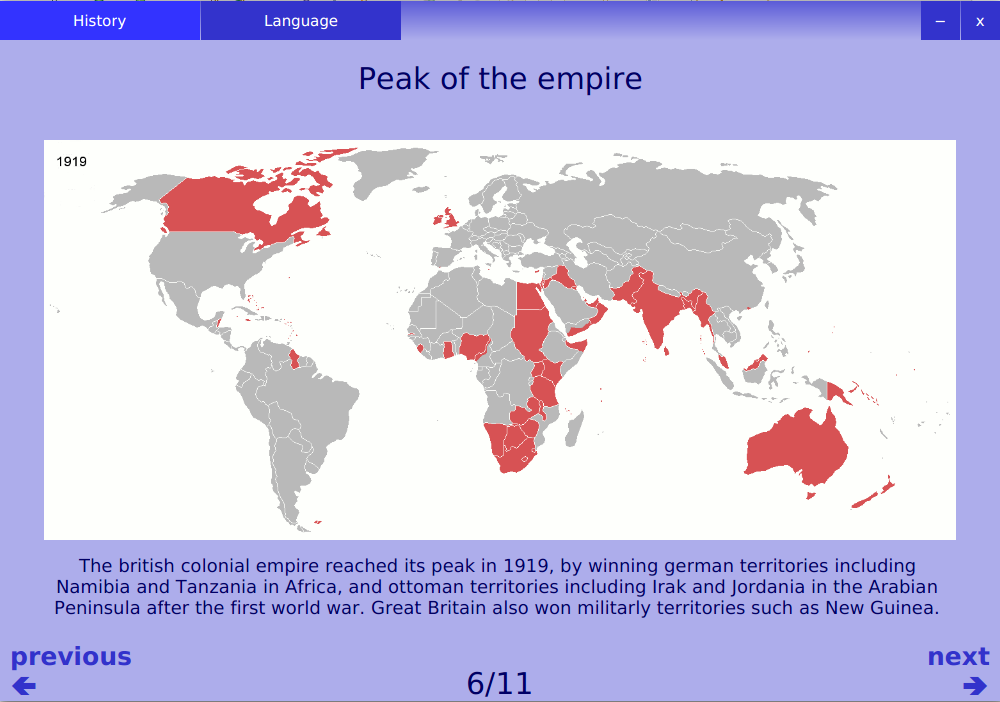 History
Language
– x
Peak of the empire
1919
The british colonial empire reached its peak in 1919, by winning german territories including
Namibia and Tanzania in Africa, and ottoman territories including Irak and Jordania in the Arabian
Peninsula after the first world war. Great Britain also won militarly territories such as New Guinea.
previous
next
6/11